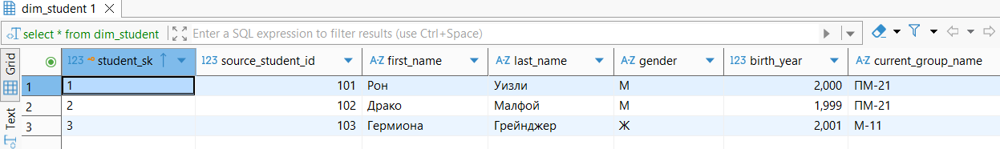 dim_student 1
select * from dim_student Enter a SQL expression to filter results (use Ctrl+Space)
Grid
Text
123 student_sk 123 source_student_id A-Z first_name A-Z last_name A-Z gender 123 birth_year A-Z current_group_name
1 1 101 Рон Уизли М 2,000 ПМ-21
2 2 102 Драко Малфой М 1,999 ПМ-21
3 3 103 Гермиона Грейнджер Ж 2,001 М-11